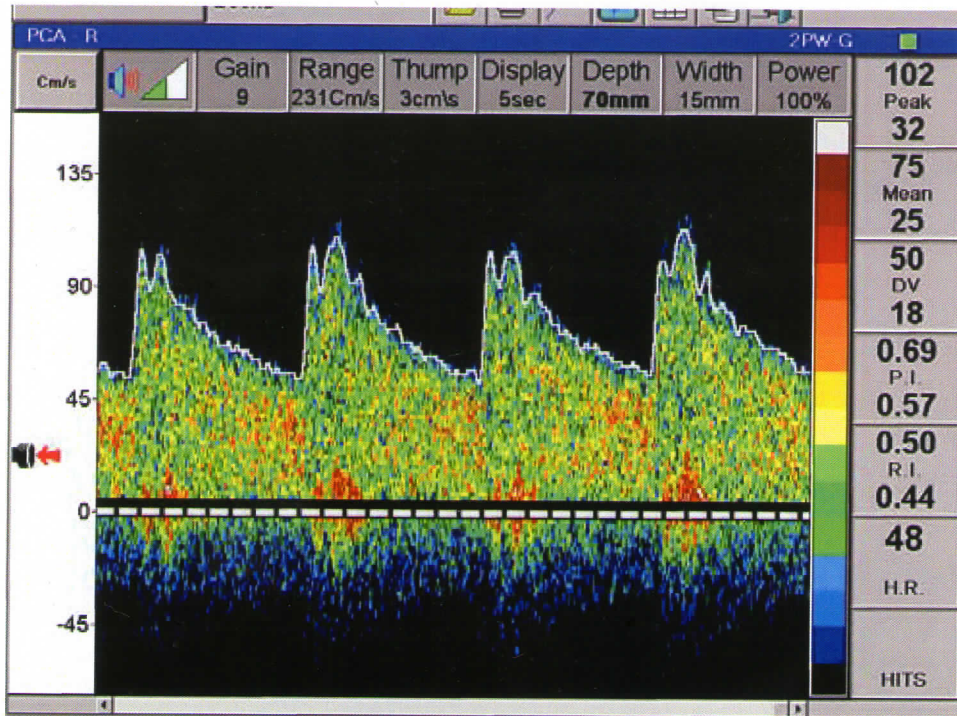 PCA - R 2PW-G
Cm/s Gain Range Thump Display Depth Width Power
9 231Cm/s 3cm\s 5sec 70mm 15mm 100%
102
Peak
32
75
Mean
25
50
DV
18
0.69
P.I.
0.57
0.50
R.I.
0.44
48
H.R.
HITS
135
90
45
0
-45